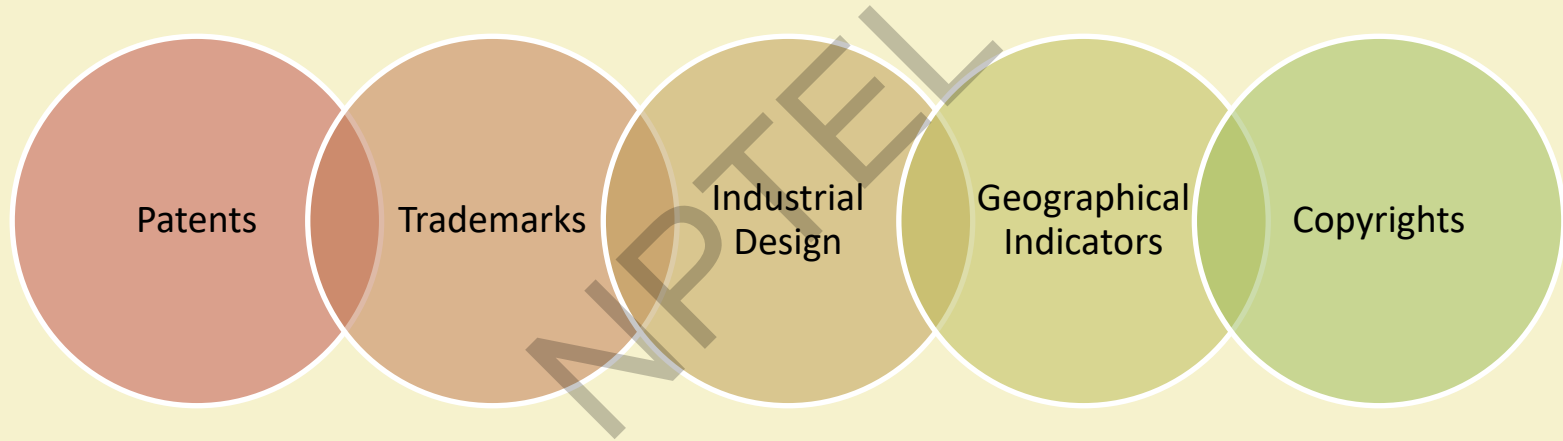 Patents
Trademarks
Industrial
Design
Geographical
Indicators
Copyrights
NPTEL